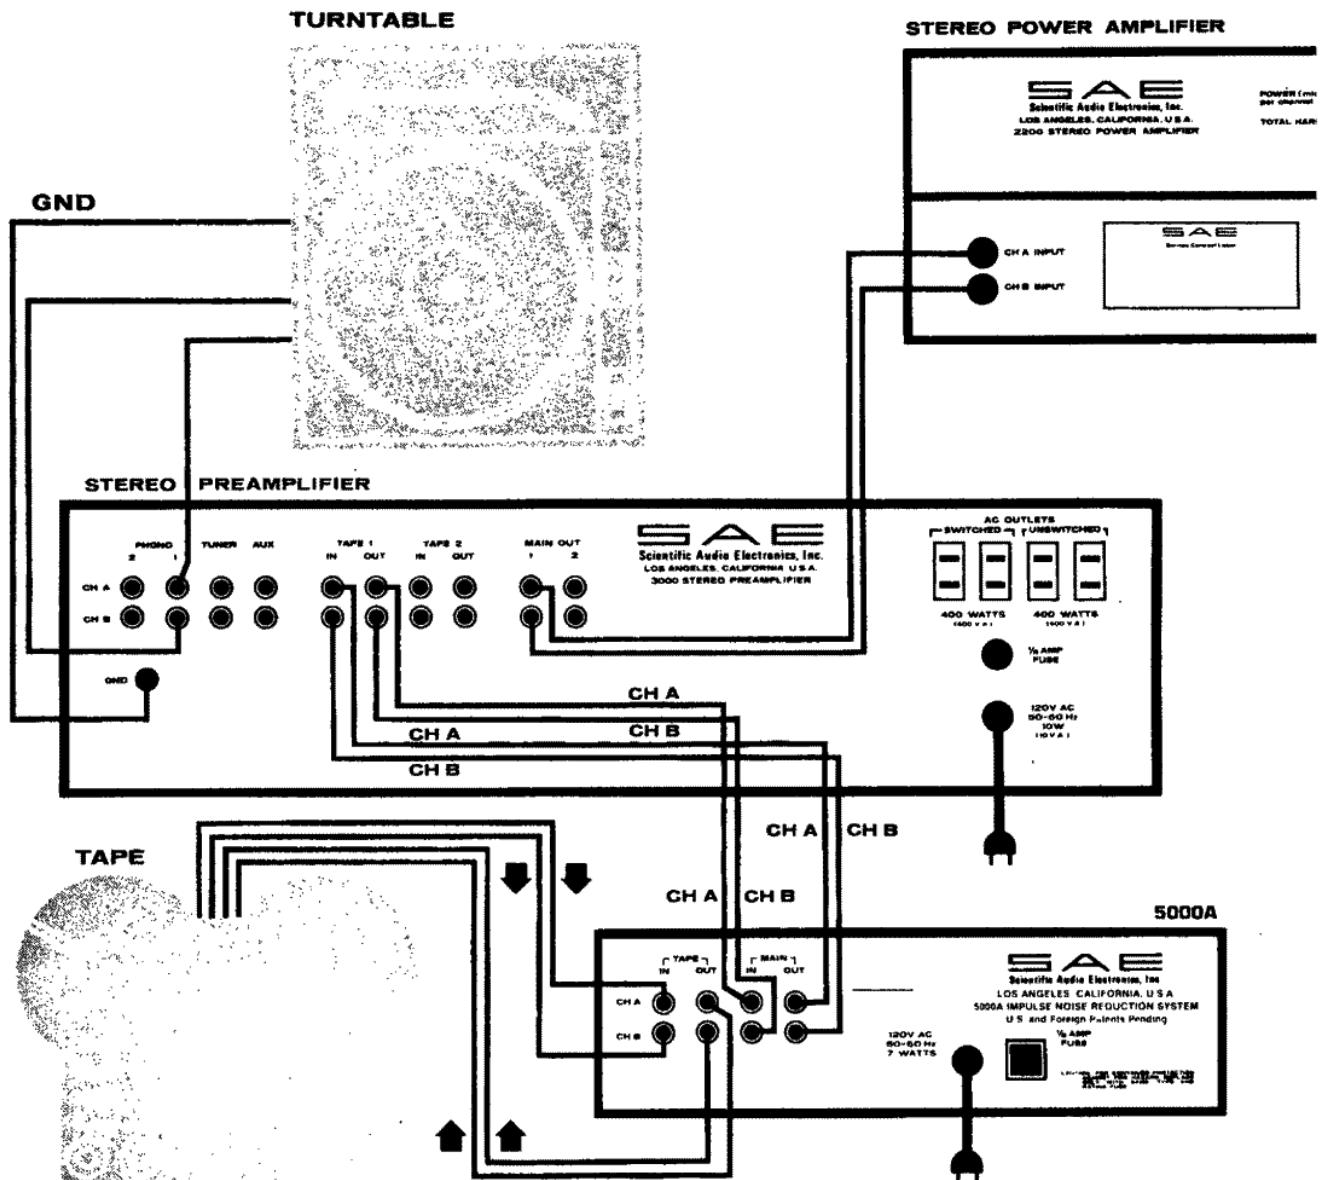 TURNTABLE
STEREO POWER AMPLIFIER
SAE
Scientific Audio Electronics, Inc.
LOS ANGELES, CALIFORNIA, U S A.
2200 STEREO POWER AMPLIFIER
POWER
per channel
TOTAL
GND
CH A INPUT
CH B INPUT
SAE
STEREO PREAMPLIFIER
PHONO
2 1
TUNER
AUX
TAPE 1
IN OUT
TAPE 2
IN OUT
MAIN OUT
1 2
CH A
CH B
GND
SAE
Scientific Audio Electronics, Inc.
LOS ANGELES, CALIFORNIA U S A.
3000 STEREO PREAMPLIFIER
AC OUTLETS
SWITCHED UNSWITCHED
400 WATTS 400 WATTS
AMP
FUSE
120V AC
50-60 Hz
10W
CH A
CH B
CH A
CH B
CH A CH B
CH A CH B
TAPE
5000A
TAPE
IN OUT
MAIN
IN OUT
CH A
CH B
SAE
Scientific Audio Electronics, Inc
LOS ANGELES CALIFORNIA, U S A
5000A IMPULSE NOISE REDUCTION SYSTEM
U S and Foreign Patents Pending
120V AC
50-60 Hz
7 WATTS
AMP
FUSE